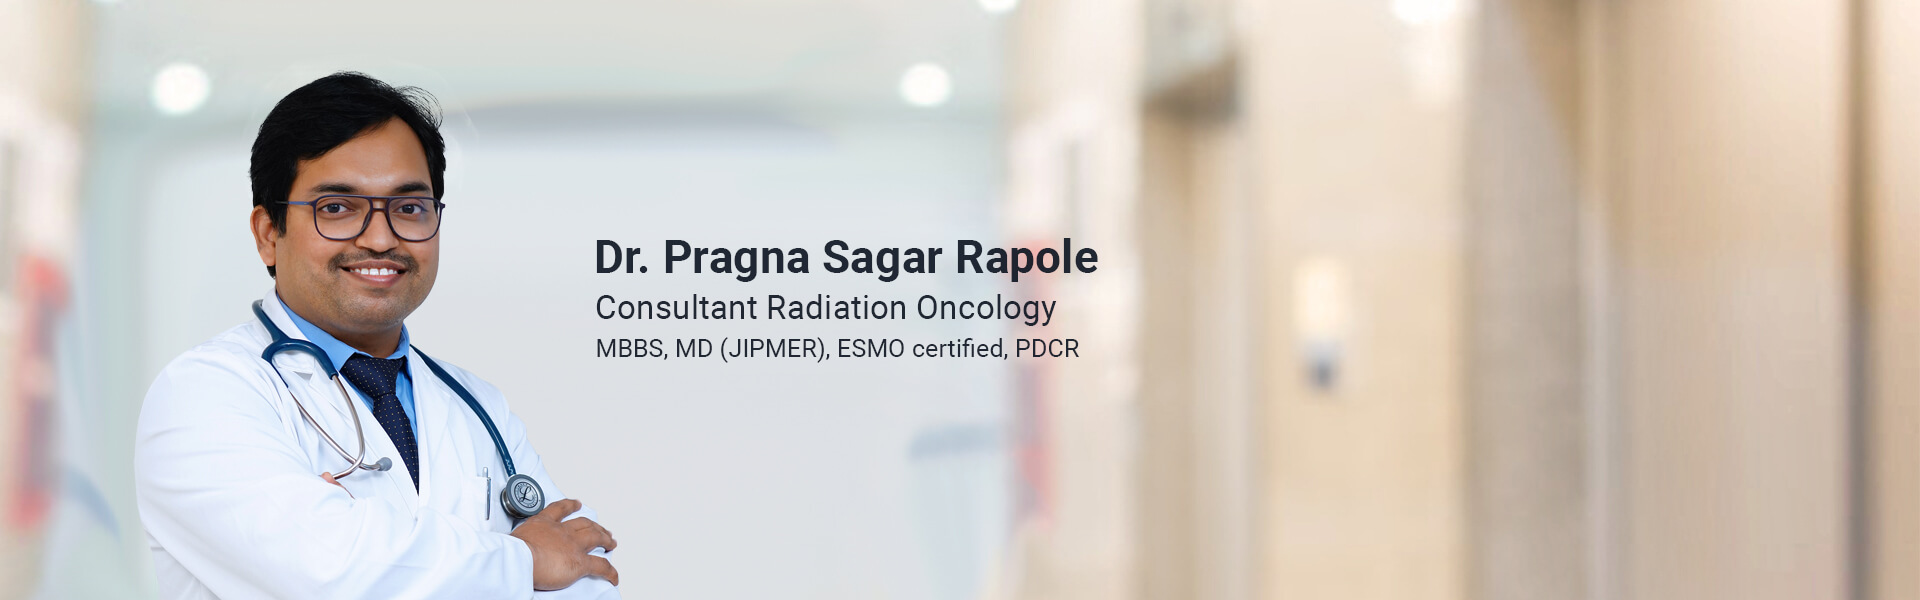 Dr. Pragna Sagar Rapole
Consultant Radiation Oncology
MBBS, MD (JIPMER), ESMO certified, PDCR